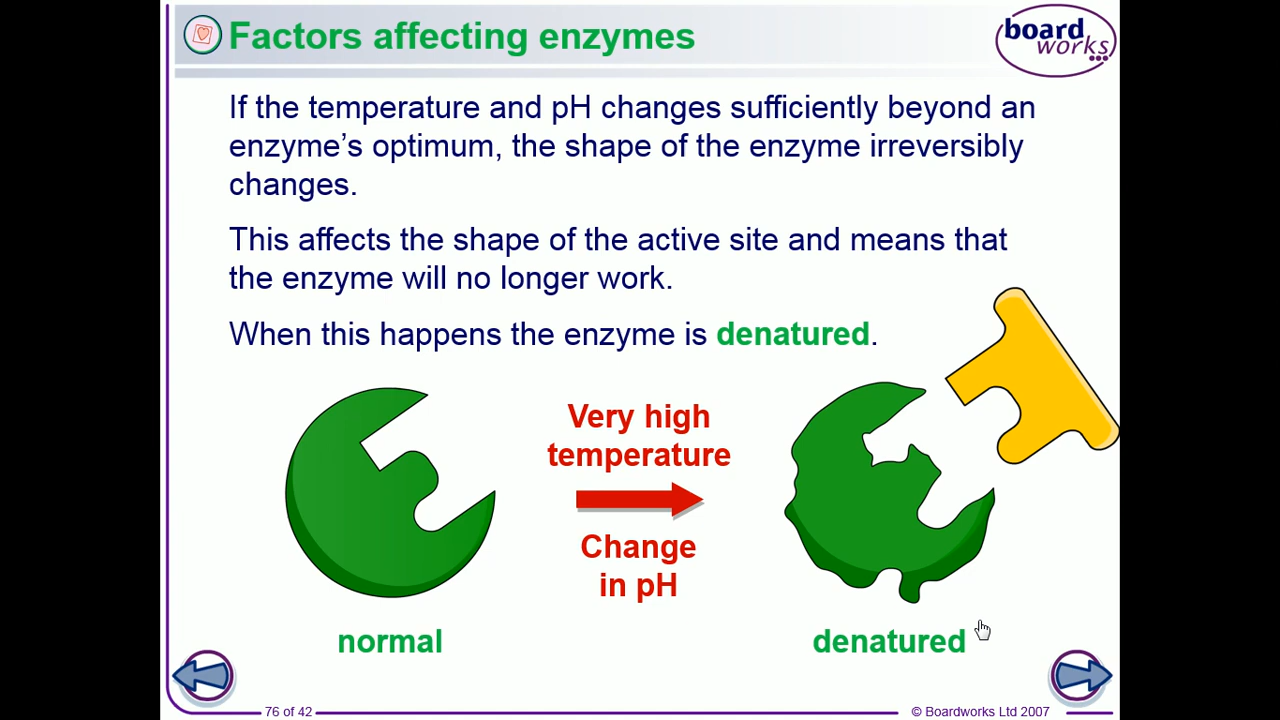 Factors affecting enzymes
board
works
If the temperature and pH changes sufficiently beyond an
enzyme’s optimum, the shape of the enzyme irreversibly
changes.
This affects the shape of the active site and means that
the enzyme will no longer work.
When this happens the enzyme is denatured.
Very high
temperature
Change
in pH
normal
denatured
76 of 42
© Boardworks Ltd 2007